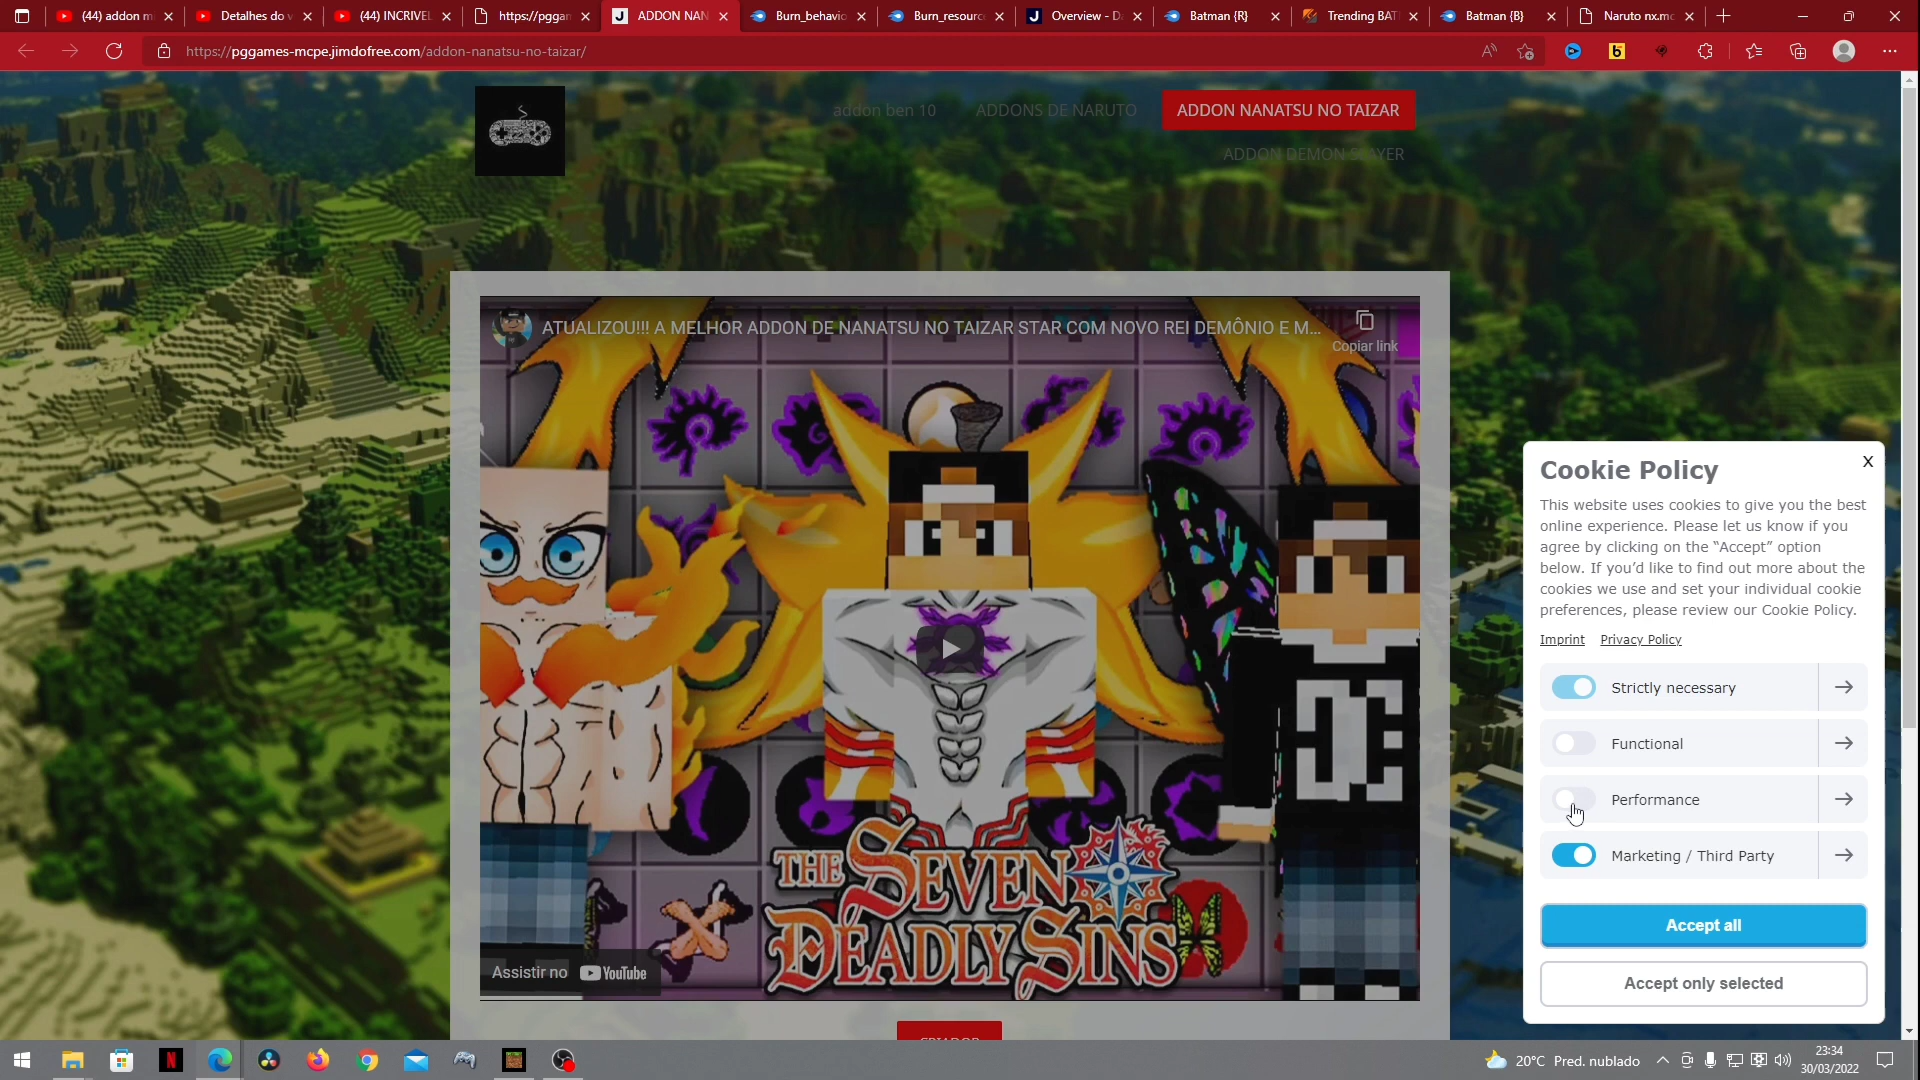 (44) addon m
Detalhes do v
(44) INCRIVEL
https://pggan
ADDON NAN
Burn_behavio
Burn_resourc
Overview - D
Batman {R}
Trending BAT
Batman {B}
Naruto nx.mc
https://pggames-mcpe.jimdofree.com/addon-nanatsu-no-taizar/
addon ben 10
ADDONS DE NARUTO
ADDON NANATSU NO TAIZAR
ADDON DEMON SLAYER
ATUALIZOU!!! A MELHOR ADDON DE NANATSU NO TAIZAR STAR COM NOVO REI DEMÔNIO E M...
Copiar link
THE SEVEN
DEADLY SINS
Assistir no YouTube
CRIADOR
Cookie Policy
X
This website uses cookies to give you the best
online experience. Please let us know if you
agree by clicking on the “Accept” option
below. If you’d like to find out more about the
cookies we use and set your individual cookie
preferences, please review our Cookie Policy.
Imprint Privacy Policy
Strictly necessary
Functional
Performance
Marketing / Third Party
Accept all
Accept only selected
20°C Pred. nublado
23:34
30/03/2022